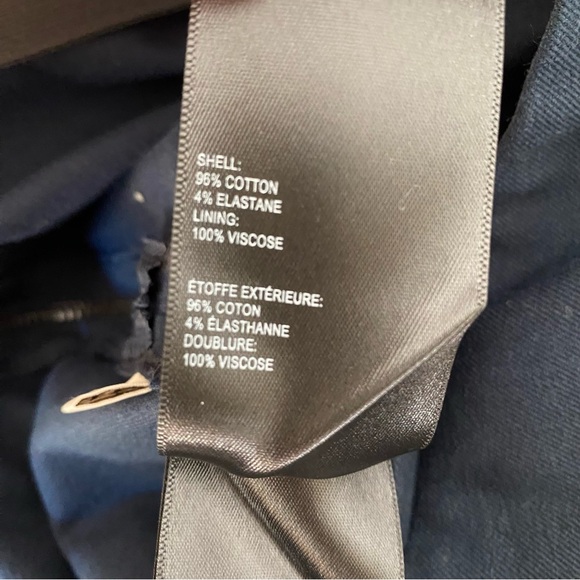 SHELL:
96% COTTON
4% ELASTANE
LINING:
100% VISCOSE
ÉTOFFE EXTÉRIEURE:
96% COTON
4% ÉLASTHANNE
DOUBLURE:
100% VISCOSE